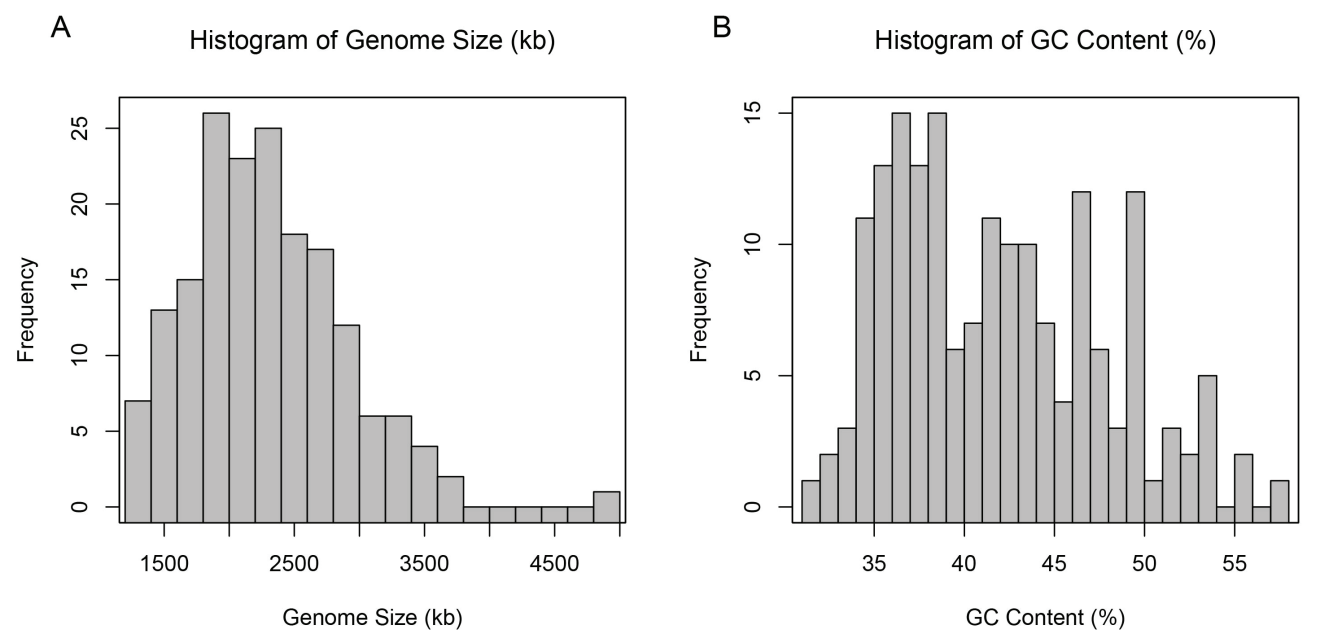 A
Histogram of Genome Size (kb)
Frequency
0
5
10
15
20
25
1500
2500
3500
4500
Genome Size (kb)
B
Histogram of GC Content (%)
Frequency
0
5
10
15
35
40
45
50
55
GC Content (%)